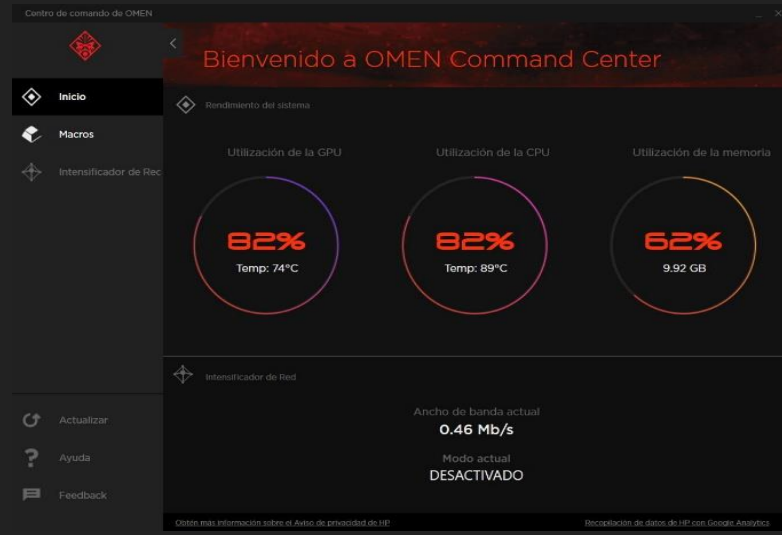 Centro de comando de OMEN
Bienvenido a OMEN Command Center
Inicio
Macros
Intensificador de Rec
Rendimiento del sistema
Utilización de la GPU
82%
Temp: 74°C
Utilización de la CPU
82%
Temp: 89°C
Utilización de la memoria
62%
9.92 GB
Intensificador de Red
Ancho de banda actual
0.46 Mb/s
Modo actual
DESACTIVADO
Actualizar
Ayuda
Feedback
Obtén más información sobre el Aviso de privacidad de HP
Recopilación de datos de HP con Google Analytics